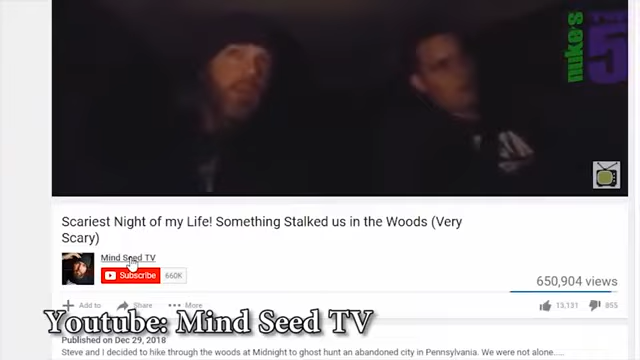 nuke's
TOP
5
Scariest Night of my Life! Something Stalked us in the Woods (Very
Scary)
Mind Seed TV
Subscribe 660K
650,904 views
Add to Share More
13,131 855
Youtube: Mind Seed TV
Published on Dec 29, 2018
Steve and I decided to hike through the woods at Midnight to ghost hunt an abandoned city in Pennsylvania. We were not alone.....